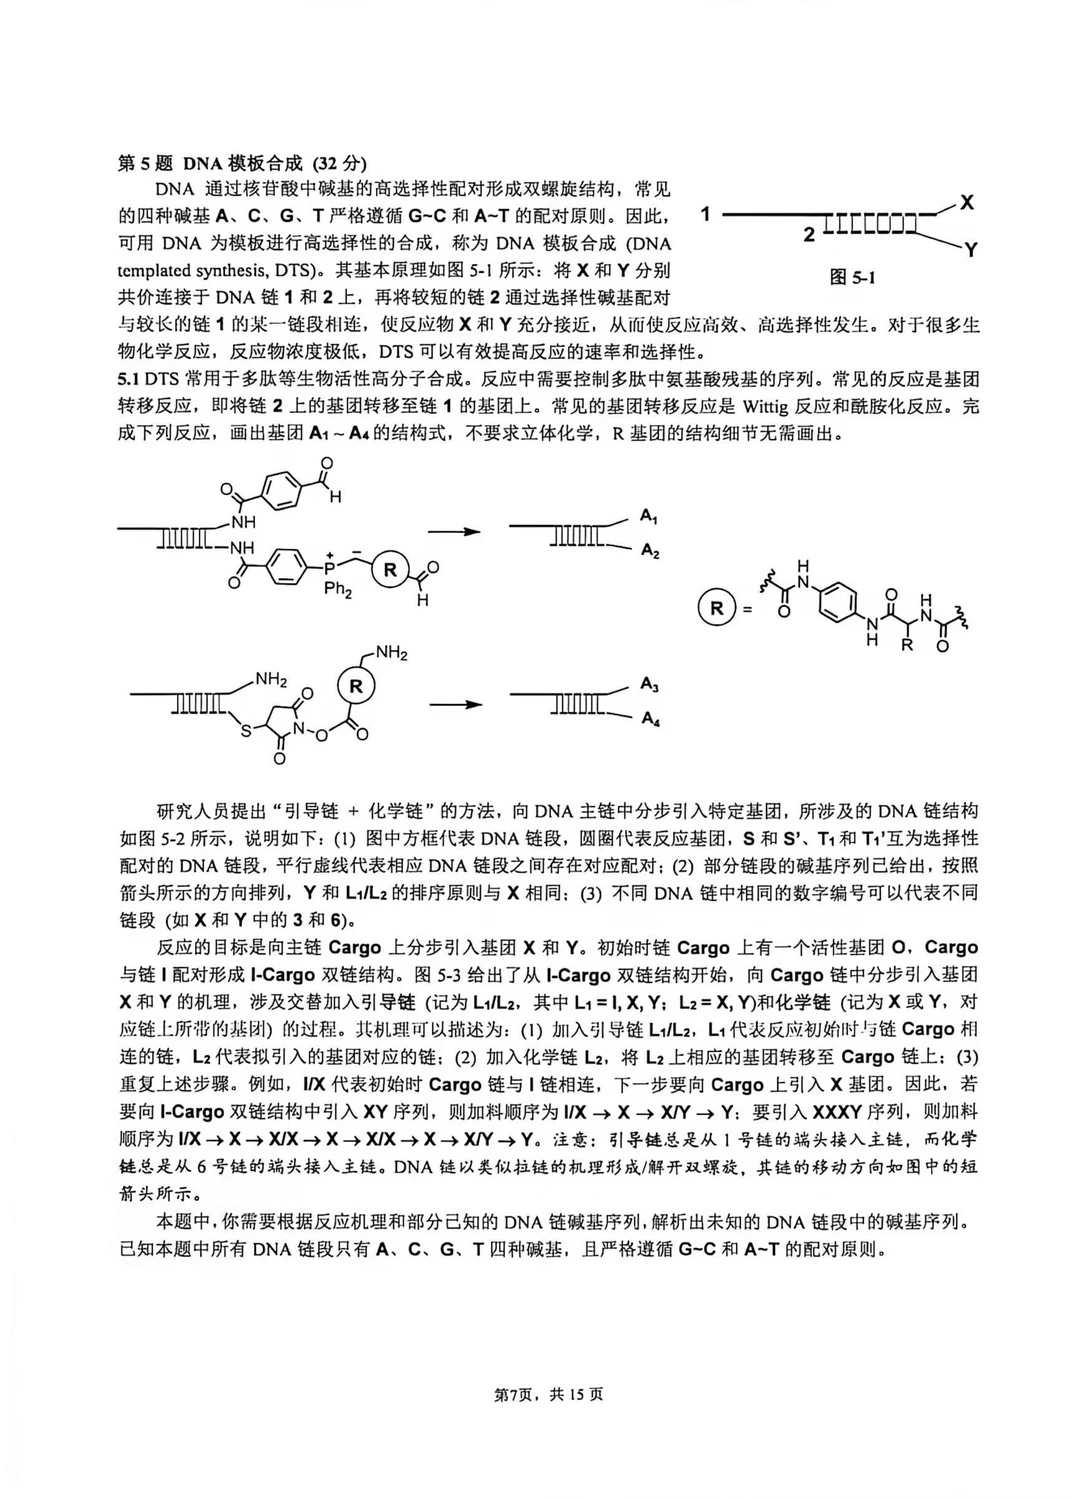 第 5 题 DNA 模板合成 (32 分)
DNA 通过核苷酸中碱基的高选择性配对形成双螺旋结构，常见
的四种碱基 A、C、G、T 严格遵循 G~C 和 A~T 的配对原则。因此，
可用 DNA 为模板进行高选择性的合成，称为 DNA 模板合成 (DNA
templated synthesis, DTS)。其基本原理如图 5-1 所示：将 X 和 Y 分别
共价连接于 DNA 链 1 和 2 上，再将较短的链 2 通过选择性碱基配对
1
X
2
Y
图 5-1
与较长的链 1 的某一链段相连，使反应物 X 和 Y 充分接近，从而使反应高效、高选择性发生。对于很多生
物化学反应，反应物浓度极低，DTS 可以有效提高反应的速率和选择性。
5.1 DTS 常用于多肽等生物活性高分子合成。反应中需要控制多肽中氨基酸残基的序列。常见的反应是基团
转移反应，即将链 2 上的基团转移至链 1 的基团上。常见的基团转移反应是 Wittig 反应和酰胺化反应。完
成下列反应，画出基团 A₁ ~ A₄ 的结构式，不要求立体化学，R 基团的结构细节无需画出。
O
O
H
NH
NH
O
P
+
−
Ph₂
R
O
H
A₁
A₂
R
=
O
H
N
N
H
O
R
H
N
O
NH₂
S
O
O
N
O
O
R
NH₂
A₃
A₄
研究人员提出“引导链 + 化学链”的方法，向 DNA 主链中分步引入特定基团，所涉及的 DNA 链结构
如图 5-2 所示，说明如下：(1) 图中方框代表 DNA 链段，圆圈代表反应基团，S 和 S’、T₁ 和 T₁’互为选择性
配对的 DNA 链段，平行虚线代表相应 DNA 链段之间存在对应配对；(2) 部分链段的碱基序列已给出，按照
箭头所示的方向排列，Y 和 L₁/L₂ 的排序原则与 X 相同；(3) 不同 DNA 链中相同的数字编号可以代表不同
链段 (如 X 和 Y 中的 3 和 6)。
反应的目标是向主链 Cargo 上分步引入基团 X 和 Y。初始时链 Cargo 上有一个活性基团 O，Cargo
与链 I 配对形成 I-Cargo 双链结构。图 5-3 给出了从 I-Cargo 双链结构开始，向 Cargo 链中分步引入基团
X 和 Y 的机理，涉及交替加入引导链 (记为 L₁/L₂，其中 L₁ = I, X, Y；L₂ = X, Y)和化学链 (记为 X 或 Y，对
应链上所带的基团) 的过程。其机理可以描述为：(1) 加入引导链 L₁/L₂，L₁ 代表反应初始时与链 Cargo 相
连的链，L₂ 代表拟引入的基团对应的链；(2) 加入化学链 L₂，将 L₂ 上相应的基团转移至 Cargo 链上；(3)
重复上述步骤。例如，I/X 代表初始时 Cargo 链与 I 链相连，下一步要向 Cargo 上引入 X 基团。因此，若
要向 I-Cargo 双链结构中引入 XY 序列，则加料顺序为 I/X → X → X/Y → Y；要引入 XXXY 序列，则加料
顺序为 I/X → X → X/X → X → X/X → X → X/Y → Y。注意：引导链总是从 1 号链的端头接入主链，而化学
链总是从 6 号链的端头接入主链。DNA 链以类似拉链的机理形成/解开双螺旋，其链的移动方向如图中的短
箭头所示。
本题中，你需要根据反应机理和部分已知的 DNA 链碱基序列，解析出未知的 DNA 链段中的碱基序列。
已知本题中所有 DNA 链段只有 A、C、G、T 四种碱基，且严格遵循 G~C 和 A~T 的配对原则。
第7页，共 15 页